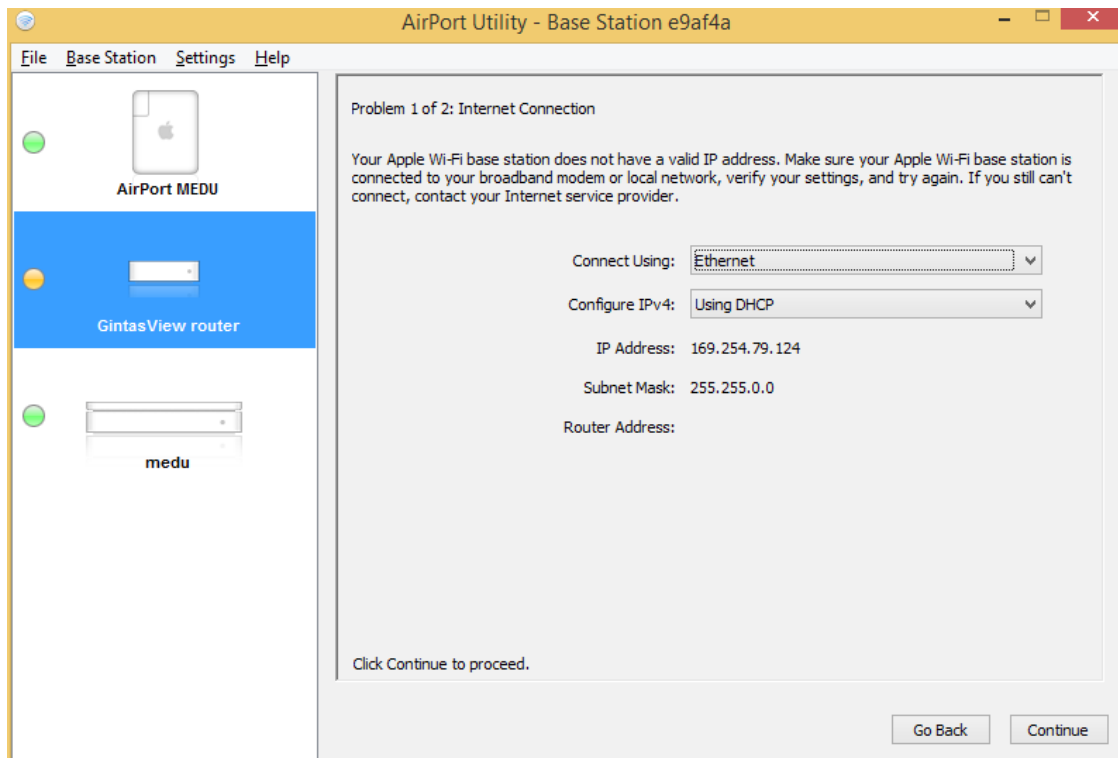 AirPort Utility - Base Station e9af4a
File Base Station Settings Help
AirPort MEDU
GintasView router
medu
Problem 1 of 2: Internet Connection
Your Apple Wi-Fi base station does not have a valid IP address. Make sure your Apple Wi-Fi base station is
connected to your broadband modem or local network, verify your settings, and try again. If you still can't
connect, contact your Internet service provider.
Connect Using: Ethernet
Configure IPv4: Using DHCP
IP Address: 169.254.79.124
Subnet Mask: 255.255.0.0
Router Address:
Click Continue to proceed.
Go Back Continue